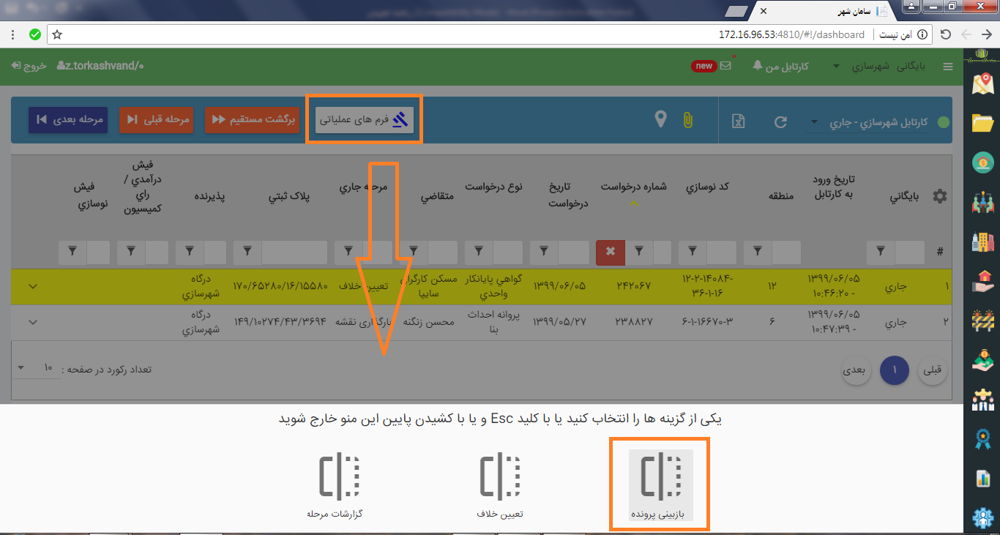 سامان شهر
172.16.96.53:4810/#!/dashboard
امن نیست
بایگانی شهرسازي
کارتابل من
new
z.torkashvand/۰
خروج
کارتابل شهرسازي - جاري
فرم های عملیاتی
برگشت مستقیم
مرحله قبلی
مرحله بعدی
بايگاني
تاريخ ورود
به کارتابل
منطقه
کد نوسازي
شماره درخواست
تاريخ
درخواست
نوع درخواست
متقاضي
مرحله جاري
پلاک ثبتي
پذيرنده
فيش
درآمدي /
راي
کميسيون
فيش
نوسازي
#
۱
جاري
۱۳۹۹/۰۶/۰۵
- ۱۰:۴۶:۲۰
۱۲
۱۲-۲-۱۴۰۸۴-
۳۶-۱-۱۶
۲۴۲۰۶۷
۱۳۹۹/۰۶/۰۵
گواهي پايانکار
واحدي
مسکن کارگران
سايپا
تعيين خلاف
۱۷۰/۶۵۲۸۰/۱۶/۱۵۵۸۰
درگاه
شهرسازي
۲
جاري
۱۳۹۹/۰۶/۰۵
- ۱۰:۴۷:۳۹
۶
۶-۱-۱۶۶۷۰-۳
۲۳۸۸۲۷
۱۳۹۹/۰۵/۲۷
پروانه احداث
بنا
محسن زنگنه
بارگذاری نقشه
۱۴۹/۱۰۲۷۴/۴۳/۳۶۹۴
درگاه
شهرسازي
قبلی
۱
بعدی
تعداد رکورد در صفحه :
۱۰
یکی از گزینه ها را انتخاب کنید یا با کلید Esc و یا با کشیدن پایین این منو خارج شوید
بازبینی پرونده
تعیین خلاف
گزارشات مرحله